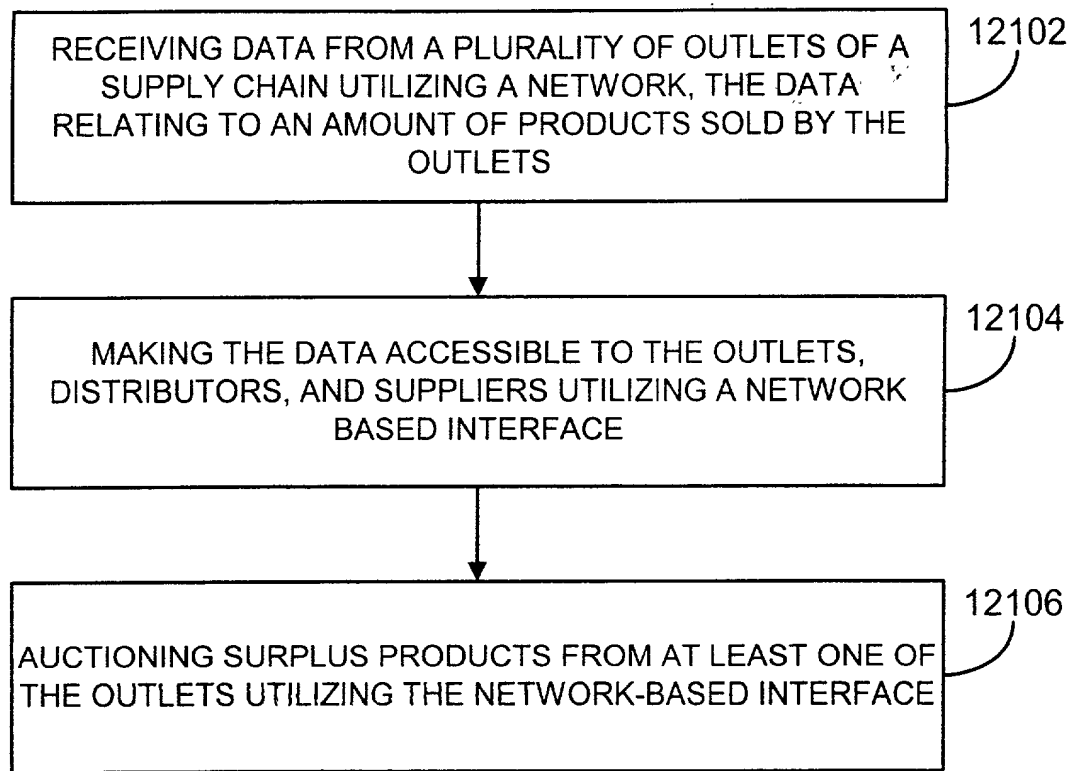 RECEIVING DATA FROM A PLURALITY OF OUTLETS OF A
SUPPLY CHAIN UTILIZING A NETWORK, THE DATA
RELATING TO AN AMOUNT OF PRODUCTS SOLD BY THE
OUTLETS
12102
MAKING THE DATA ACCESSIBLE TO THE OUTLETS,
DISTRIBUTORS, AND SUPPLIERS UTILIZING A NETWORK
BASED INTERFACE
12104
AUCTIONING SURPLUS PRODUCTS FROM AT LEAST ONE OF
THE OUTLETS UTILIZING THE NETWORK-BASED INTERFACE
12106